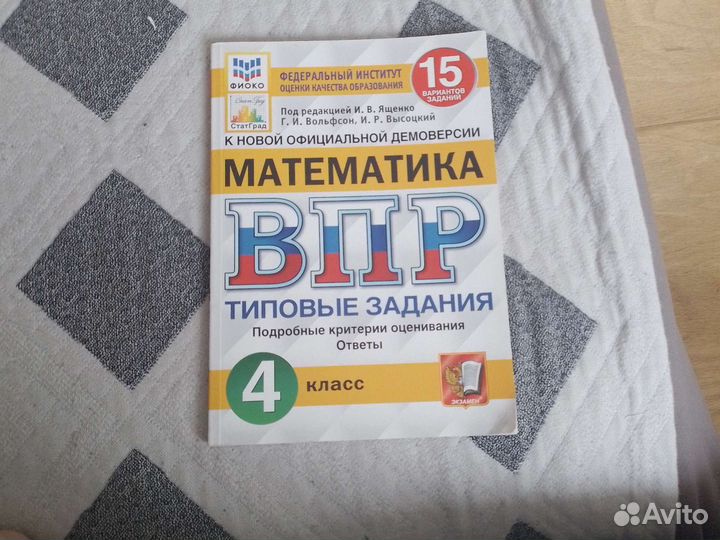 ФИОКО
СтатГрад
СтатГрад
ФЕДЕРАЛЬНЫЙ ИНСТИТУТ
ОЦЕНКИ КАЧЕСТВА ОБРАЗОВАНИЯ
15
ВАРИАНТОВ
ЗАДАНИЙ
Под редакцией И. В. Ященко
Г. И. Вольфсон, И. Р. Высоцкий
К НОВОЙ ОФИЦИАЛЬНОЙ ДЕМОВЕРСИИ
МАТЕМАТИКА
ВПР
ТИПОВЫЕ ЗАДАНИЯ
Подробные критерии оценивания
Ответы
4
КЛАСС
ЭКЗАМЕН
Avito